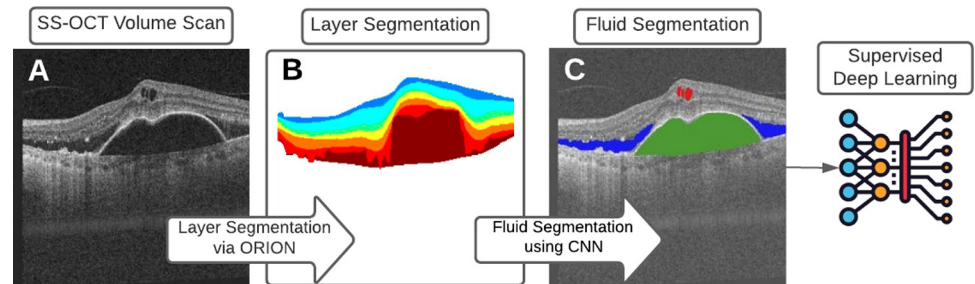 SS-OCT Volume Scan
Layer Segmentation
Fluid Segmentation
Supervised
Deep Learning
A
B
C
Layer Segmentation
via ORION
Fluid Segmentation
using CNN